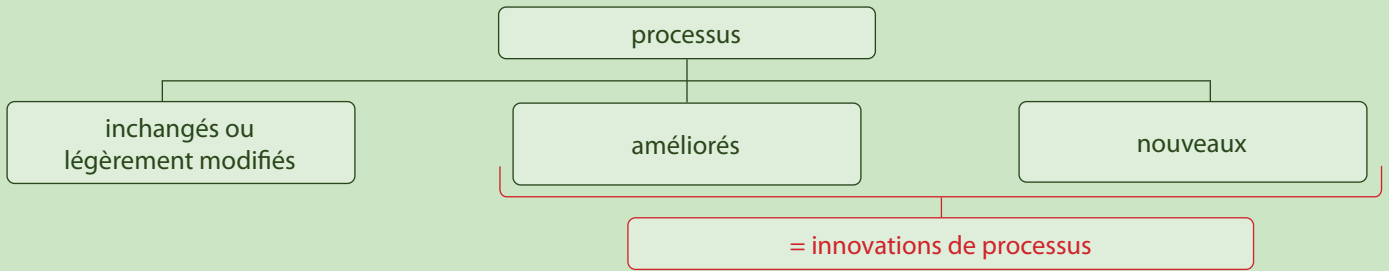 processus
inchangés ou
légèrement modifiés
améliorés
nouveaux
= innovations de processus